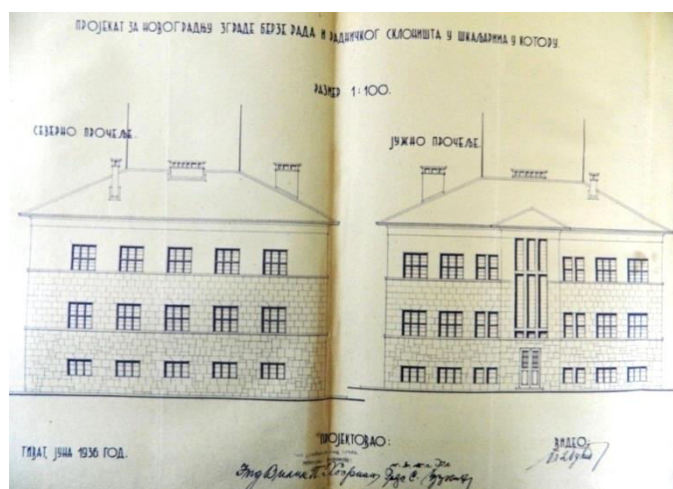 ПРОЈЕКАТ ЗА НОВОГРАДЊУ ЗГРАДЕ БЕРЗЕ РАДА И РАДНИЧКОГ СКЛОНИШТА У ШКАЉАРИМА У КОТОРУ.
РАЗМЕР 1:100.
СЕВЕРНО ПРОЧЕЉЕ.
ЈУЖНО ПРОЧЕЉЕ.
ТИВАТ, ЈУНА 1936 ГОД.
ПРОЈЕКТОВАО:
ВИДЕО: